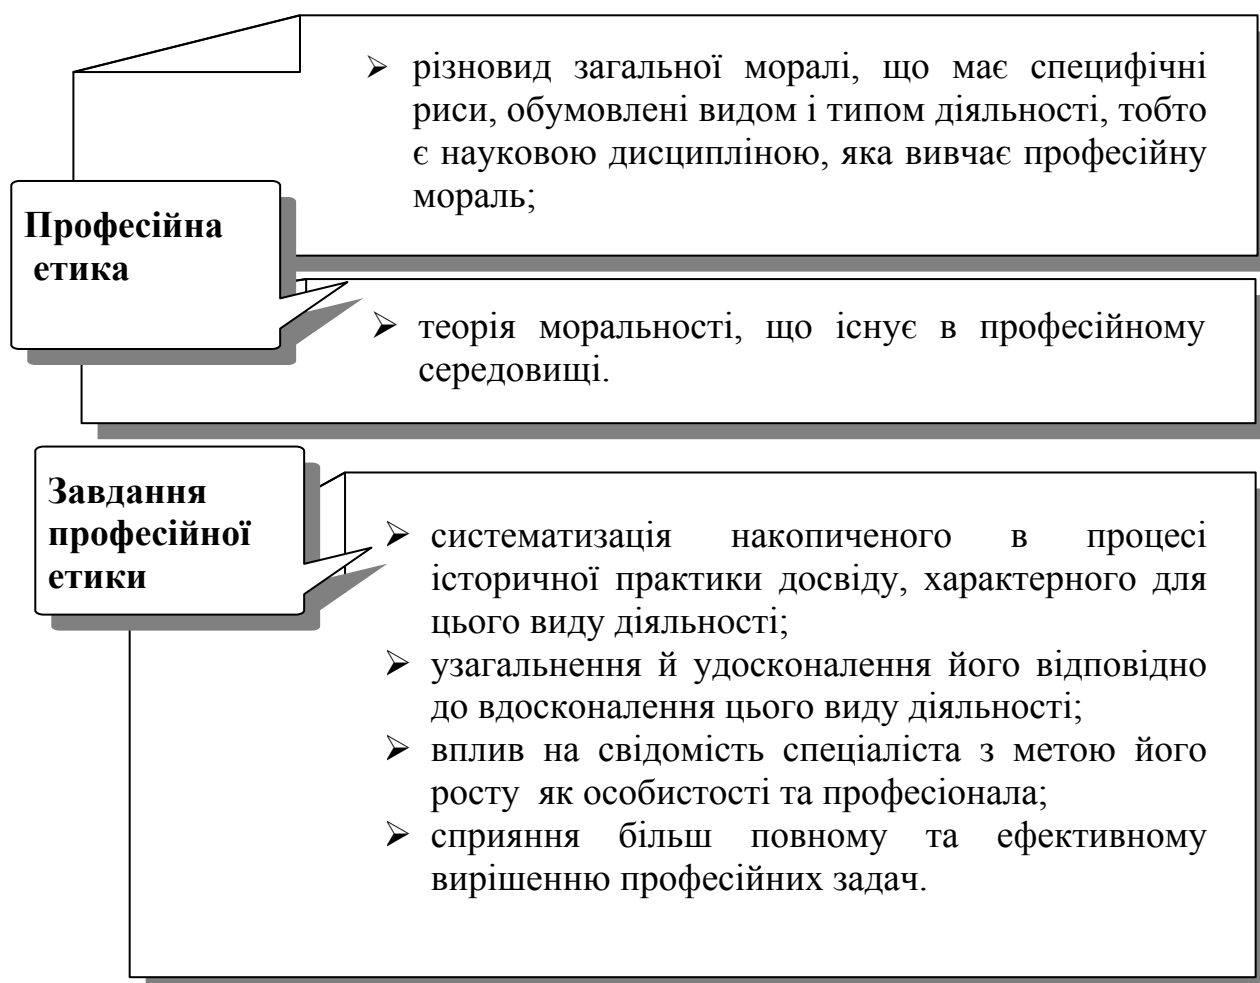 ➢ різновид загальної моралі, що має специфічні
риси, обумовлені видом і типом діяльності, тобто
є науковою дисципліною, яка вивчає професійну
мораль;
Професійна
етика
➢ теорія моральності, що існує в професійному
середовищі.
Завдання
професійної
етики
➢ систематизація накопиченого в процесі
історичної практики досвіду, характерного для
цього виду діяльності;
➢ узагальнення й удосконалення його відповідно
до вдосконалення цього виду діяльності;
➢ вплив на свідомість спеціаліста з метою його
росту як особистості та професіонала;
➢ сприяння більш повному та ефективному
вирішенню професійних задач.